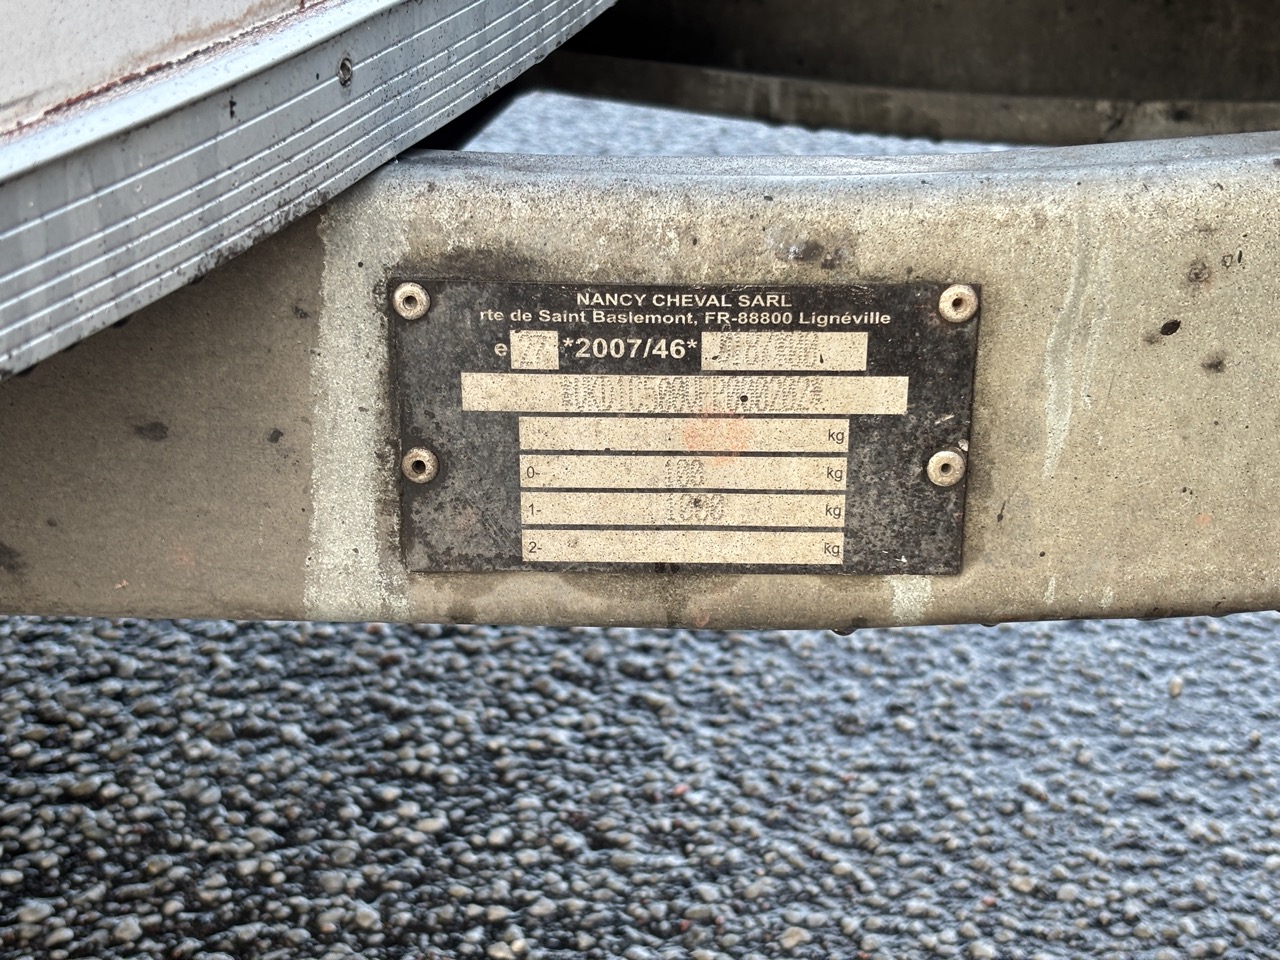 NANCY CHEVAL SARL
rte de Saint Baslemont, FR-88800 Lignéville
e *2007/46*
kg
0- 100 kg
1- kg
2- kg